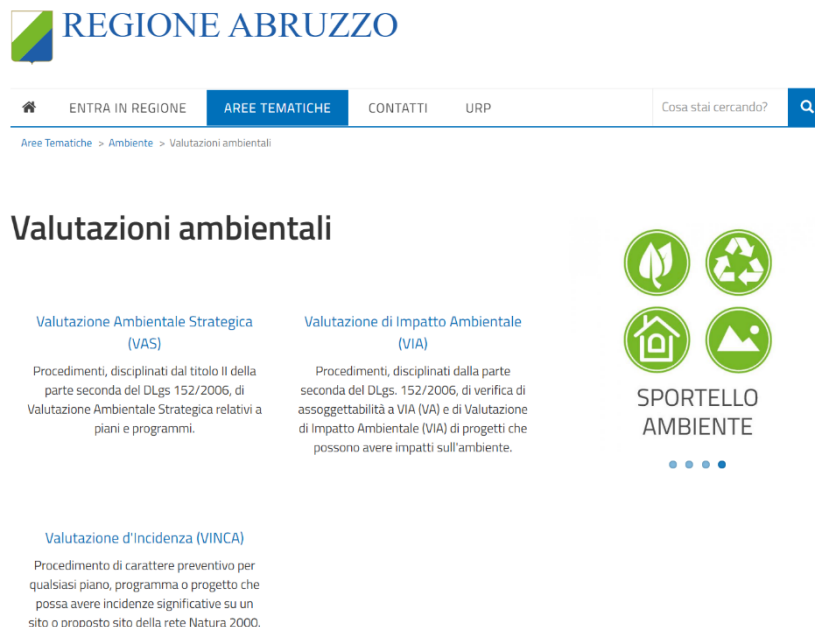 REGIONE ABRUZZO
ENTRA IN REGIONE
AREE TEMATICHE
CONTATTI
URP
Cosa stai cercando?
Aree Tematiche > Ambiente > Valutazioni ambientali
Valutazioni ambientali
Valutazione Ambientale Strategica
(VAS)
Procedimenti, disciplinati dal titolo II della
parte seconda del DLgs 152/2006, di
Valutazione Ambientale Strategica relativi a
piani e programmi.
Valutazione di Impatto Ambientale
(VIA)
Procedimenti, disciplinati dalla parte
seconda del DLgs. 152/2006, di verifica di
assoggettabilità a VIA (VA) e di Valutazione
di Impatto Ambientale (VIA) di progetti che
possono avere impatti sull'ambiente.
SPORTELLO
AMBIENTE
Valutazione d'Incidenza (VINCA)
Procedimento di carattere preventivo per
qualsiasi piano, programma o progetto che
possa avere incidenze significative su un
sito o proposto sito della rete Natura 2000.